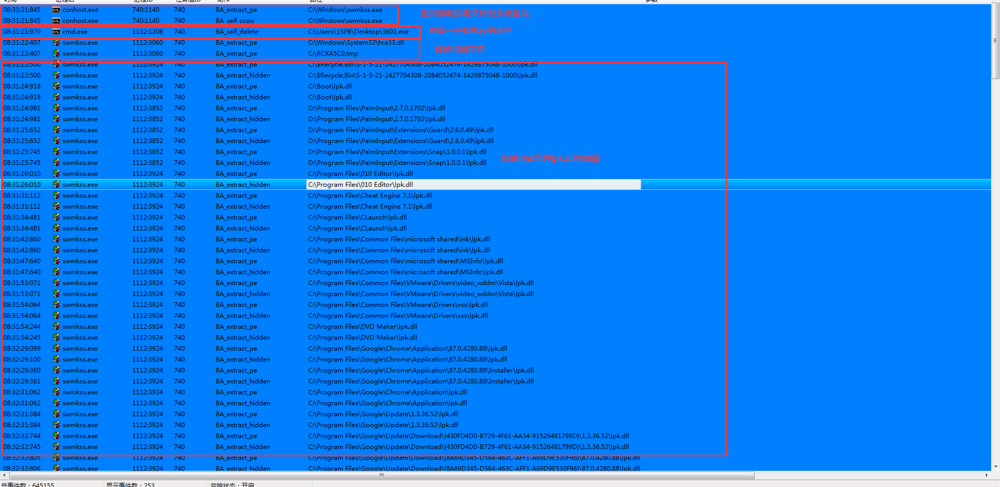 时间 进程名 进程ID 任务组ID 动作 路径 参数
08:31:21:845 conhost.exe 740:1140 740 BA_extract_pe C:\Windows\swmkss.exe
自我复制病毒文件到系统目录
08:31:21:845 conhost.exe 740:1140 740 BA_self_copy C:\Windows\swmkss.exe
08:31:21:970 cmd.exe 1132:1208 740 BA_self_delete C:\Users\15PB\Desktop\3601.exe 删除一开始执行的文件
08:31:22:407 swmkss.exe 1112:3060 740 BA_extract_pe C:\Windows\System32\hra33.dll
释放可疑文件
08:31:22:407 swmkss.exe 1112:3060 740 BA_extract_pe C:\RCXA5C0.tmp
08:31:22:500 swmkss.exe 1112:3924 740 BA_extract_pe C:\$Recycle.Bin\S-1-5-21-2427704308-2084052474-1429875048-1000\lpk.dll
08:31:22:500 swmkss.exe 1112:3924 740 BA_extract_hidden C:\$Recycle.Bin\S-1-5-21-2427704308-2084052474-1429875048-1000\lpk.dll
08:31:24:918 swmkss.exe 1112:3924 740 BA_extract_pe C:\Boot\lpk.dll
08:31:24:918 swmkss.exe 1112:3924 740 BA_extract_hidden C:\Boot\lpk.dll
08:31:24:981 swmkss.exe 1112:3852 740 BA_extract_pe D:\Program Files\PalmInput\2.7.0.1702\lpk.dll
08:31:24:981 swmkss.exe 1112:3852 740 BA_extract_hidden D:\Program Files\PalmInput\2.7.0.1702\lpk.dll
08:31:25:652 swmkss.exe 1112:3852 740 BA_extract_pe D:\Program Files\PalmInput\Extensions\Guard\2.6.0.49\lpk.dll
08:31:25:652 swmkss.exe 1112:3852 740 BA_extract_hidden D:\Program Files\PalmInput\Extensions\Guard\2.6.0.49\lpk.dll
08:31:25:745 swmkss.exe 1112:3852 740 BA_extract_pe D:\Program Files\PalmInput\Extensions\Snap\1.0.0.1\lpk.dll
释放可疑文件lpk.dll并隐藏
08:31:25:745 swmkss.exe 1112:3852 740 BA_extract_hidden D:\Program Files\PalmInput\Extensions\Snap\1.0.0.1\lpk.dll
08:31:26:010 swmkss.exe 1112:3924 740 BA_extract_pe C:\Program Files\010 Editor\lpk.dll
08:31:26:010 swmkss.exe 1112:3924 740 BA_extract_hidden C:\Program Files\010 Editor\lpk.dll
08:31:31:112 swmkss.exe 1112:3924 740 BA_extract_pe C:\Program Files\Cheat Engine 7.1\lpk.dll
08:31:31:112 swmkss.exe 1112:3924 740 BA_extract_hidden C:\Program Files\Cheat Engine 7.1\lpk.dll
08:31:34:481 swmkss.exe 1112:3924 740 BA_extract_pe C:\Program Files\CLaunch\lpk.dll
08:31:34:481 swmkss.exe 1112:3924 740 BA_extract_hidden C:\Program Files\CLaunch\lpk.dll
08:31:42:860 swmkss.exe 1112:3924 740 BA_extract_pe C:\Program Files\Common Files\microsoft shared\ink\lpk.dll
08:31:42:860 swmkss.exe 1112:3924 740 BA_extract_hidden C:\Program Files\Common Files\microsoft shared\ink\lpk.dll
08:31:47:640 swmkss.exe 1112:3924 740 BA_extract_pe C:\Program Files\Common Files\microsoft shared\MSInfo\lpk.dll
08:31:47:640 swmkss.exe 1112:3924 740 BA_extract_hidden C:\Program Files\Common Files\microsoft shared\MSInfo\lpk.dll
08:31:53:071 swmkss.exe 1112:3924 740 BA_extract_pe C:\Program Files\Common Files\VMware\Drivers\video_wddm\Vista\lpk.dll
08:31:53:071 swmkss.exe 1112:3924 740 BA_extract_hidden C:\Program Files\Common Files\VMware\Drivers\video_wddm\Vista\lpk.dll
08:31:54:064 swmkss.exe 1112:3924 740 BA_extract_pe C:\Program Files\Common Files\VMware\Drivers\vss\lpk.dll
08:31:54:064 swmkss.exe 1112:3924 740 BA_extract_hidden C:\Program Files\Common Files\VMware\Drivers\vss\lpk.dll
08:31:54:244 swmkss.exe 1112:3924 740 BA_extract_pe C:\Program Files\DVD Maker\lpk.dll
08:31:54:245 swmkss.exe 1112:3924 740 BA_extract_hidden C:\Program Files\DVD Maker\lpk.dll
08:32:29:099 swmkss.exe 1112:3924 740 BA_extract_pe C:\Program Files\Google\Chrome\Application\87.0.4280.88\lpk.dll
08:32:29:100 swmkss.exe 1112:3924 740 BA_extract_hidden C:\Program Files\Google\Chrome\Application\87.0.4280.88\lpk.dll
08:32:29:360 swmkss.exe 1112:3924 740 BA_extract_pe C:\Program Files\Google\Chrome\Application\87.0.4280.88\Installer\lpk.dll
08:32:29:361 swmkss.exe 1112:3924 740 BA_extract_hidden C:\Program Files\Google\Chrome\Application\87.0.4280.88\Installer\lpk.dll
08:32:31:062 swmkss.exe 1112:3924 740 BA_extract_pe C:\Program Files\Google\Chrome\Application\lpk.dll
08:32:31:062 swmkss.exe 1112:3924 740 BA_extract_hidden C:\Program Files\Google\Chrome\Application\lpk.dll
08:32:31:384 swmkss.exe 1112:3924 740 BA_extract_pe C:\Program Files\Google\Update\1.3.36.52\lpk.dll
08:32:31:384 swmkss.exe 1112:3924 740 BA_extract_hidden C:\Program Files\Google\Update\1.3.36.52\lpk.dll
08:32:32:744 swmkss.exe 1112:3924 740 BA_extract_pe C:\Program Files\Google\Update\Download\{430FD4D0-B729-4F61-AA34-91526481799D}\1.3.36.52\lpk.dll
08:32:32:745 swmkss.exe 1112:3924 740 BA_extract_hidden C:\Program Files\Google\Update\Download\{430FD4D0-B729-4F61-AA34-91526481799D}\1.3.36.52\lpk.dll
08:32:32:805 swmkss.exe 1112:3924 740 BA_extract_pe C:\Program Files\Google\Update\Download\{8A69D345-D564-463C-AFF1-A69D9E530F96}\87.0.4280.88\lpk.dll
08:32:32:806 swmkss.exe 1112:3924 740 BA_extract_hidden C:\Program Files\Google\Update\Download\{8A69D345-D564-463C-AFF1-A69D9E530F96}\87.0.4280.88\lpk.dll
总事件数：645155 显示事件数：253 监控状态：开启